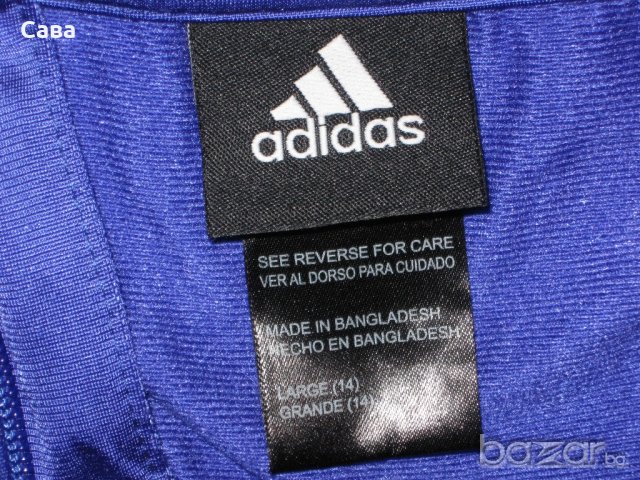 Сава
adidas
SEE REVERSE FOR CARE
VER AL DORSO PARA CUIDADO
MADE IN BANGLADESH
HECHO EN BANGLADESH
LARGE (14)
GRANDE (14)
bazar.bg